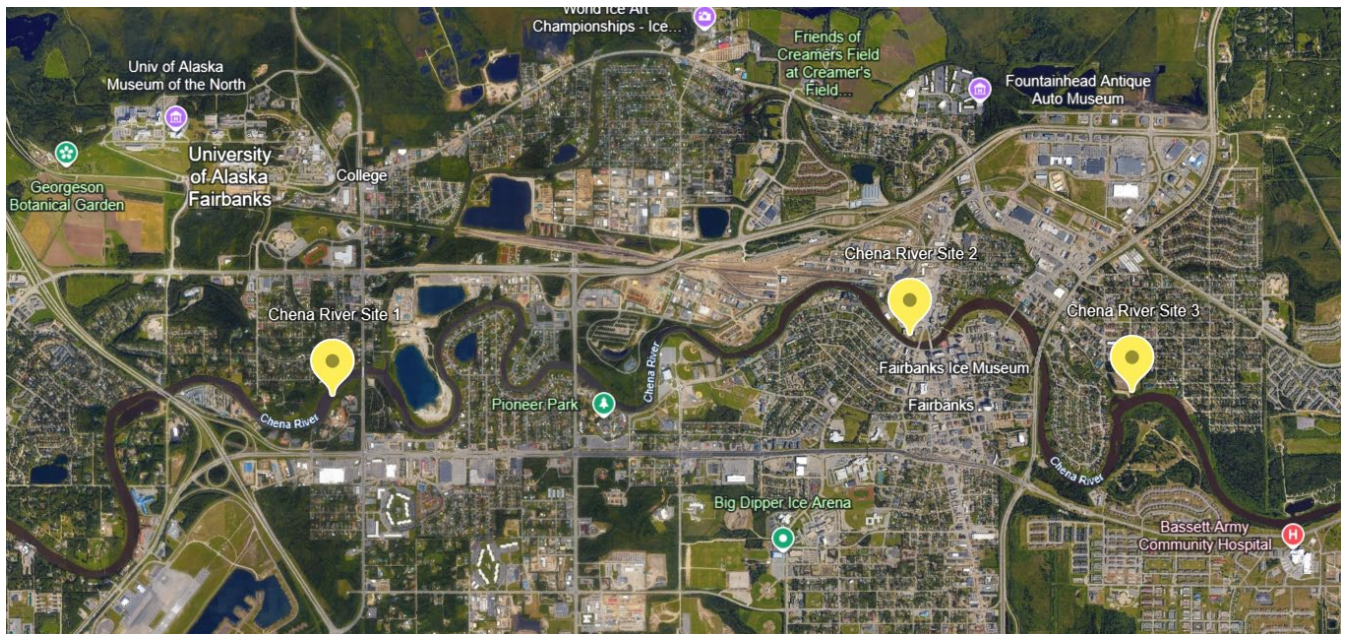 World Ice Art
Championships - Ice...
Friends of
Creamers Field
at Creamer's
Field...
Univ of Alaska
Museum of the North
Fountainhead Antique
Auto Museum
University
of Alaska
Fairbanks
College
Georgeson
Botanical Garden
Chena River Site 2
Chena River Site 1
Chena River Site 3
Chena River
Fairbanks Ice Museum
Pioneer Park
Fairbanks
Chena River
Chena River
Big Dipper Ice Arena
Bassett Army
Community Hospital
H